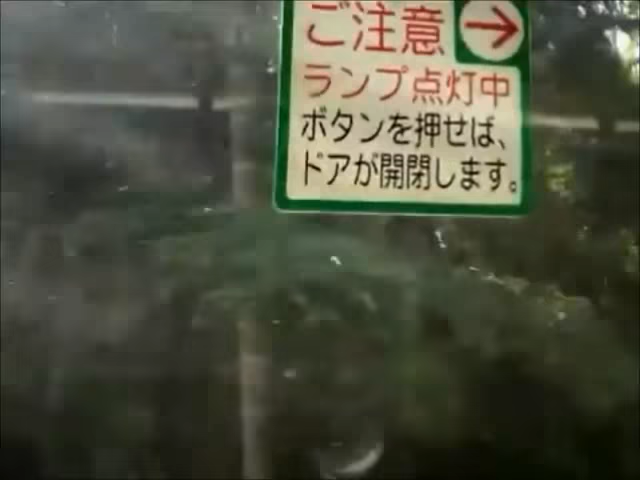 ご注意
ランプ点灯中
ボタンを押せば、
ドアが開閉します。